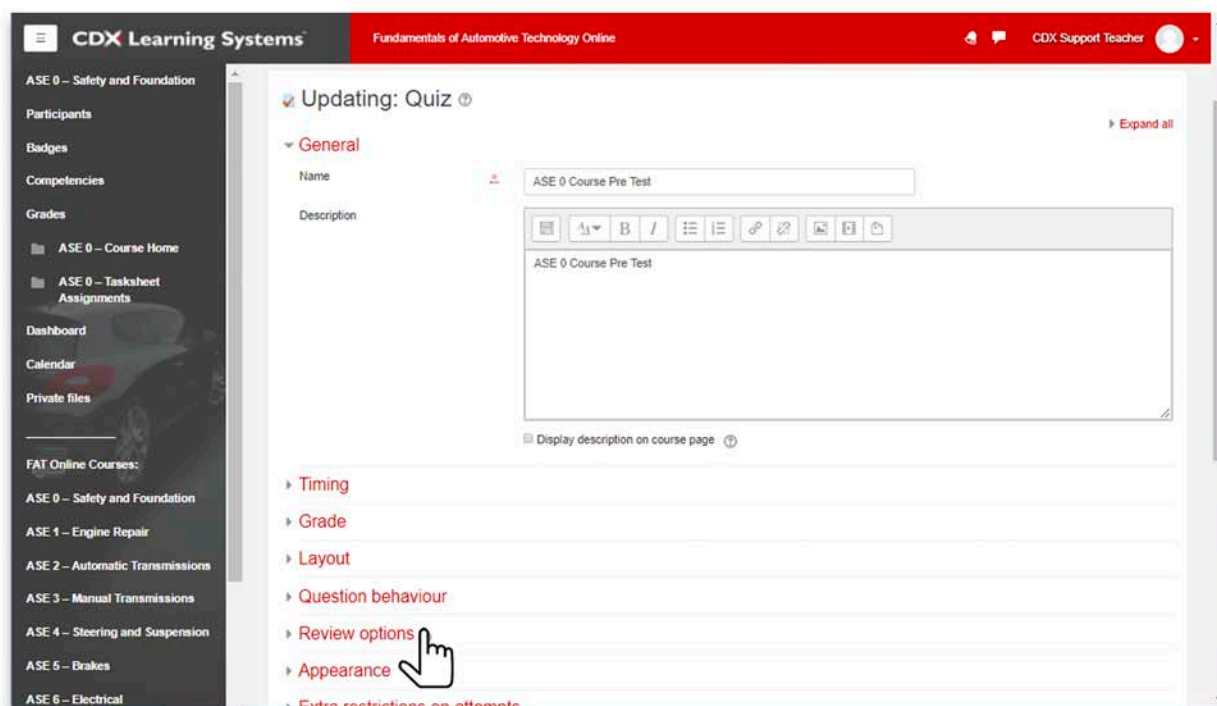 CDX Learning Systems
Fundamentals of Automotive Technology Online
CDX Support Teacher
ASE 0 – Safety and Foundation
Participants
Badges
Competencies
Grades
ASE 0 – Course Home
ASE 0 – Tasksheet
Assignments
Dashboard
Calendar
Private files
FAT Online Courses:
ASE 0 – Safety and Foundation
ASE 1 – Engine Repair
ASE 2 – Automatic Transmissions
ASE 3 – Manual Transmissions
ASE 4 – Steering and Suspension
ASE 5 – Brakes
ASE 6 – Electrical
Updating: Quiz
Expand all
General
Name
ASE 0 Course Pre Test
Description
B I
ASE 0 Course Pre Test
Display description on course page
Timing
Grade
Layout
Question behaviour
Review options
Appearance
Extra restrictions on attempts